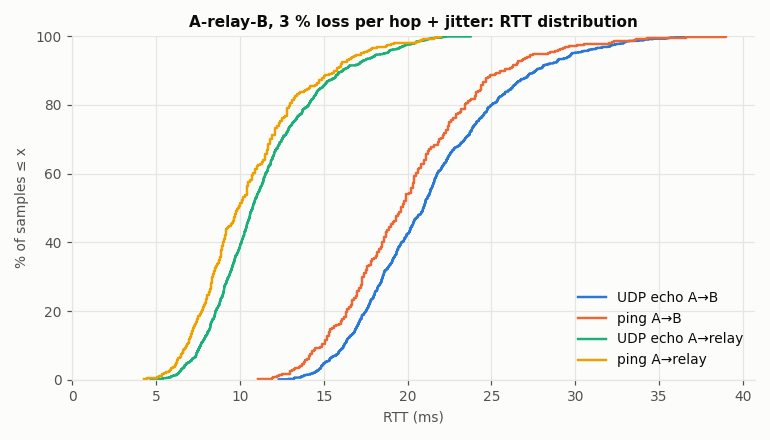 A-relay-B, 3 % loss per hop + jitter: RTT distribution
% of samples ≤ x
100
80
60
40
20
0
UDP echo A→B
ping A→B
UDP echo A→relay
ping A→relay
0 5 10 15 20 25 30 35 40
RTT (ms)